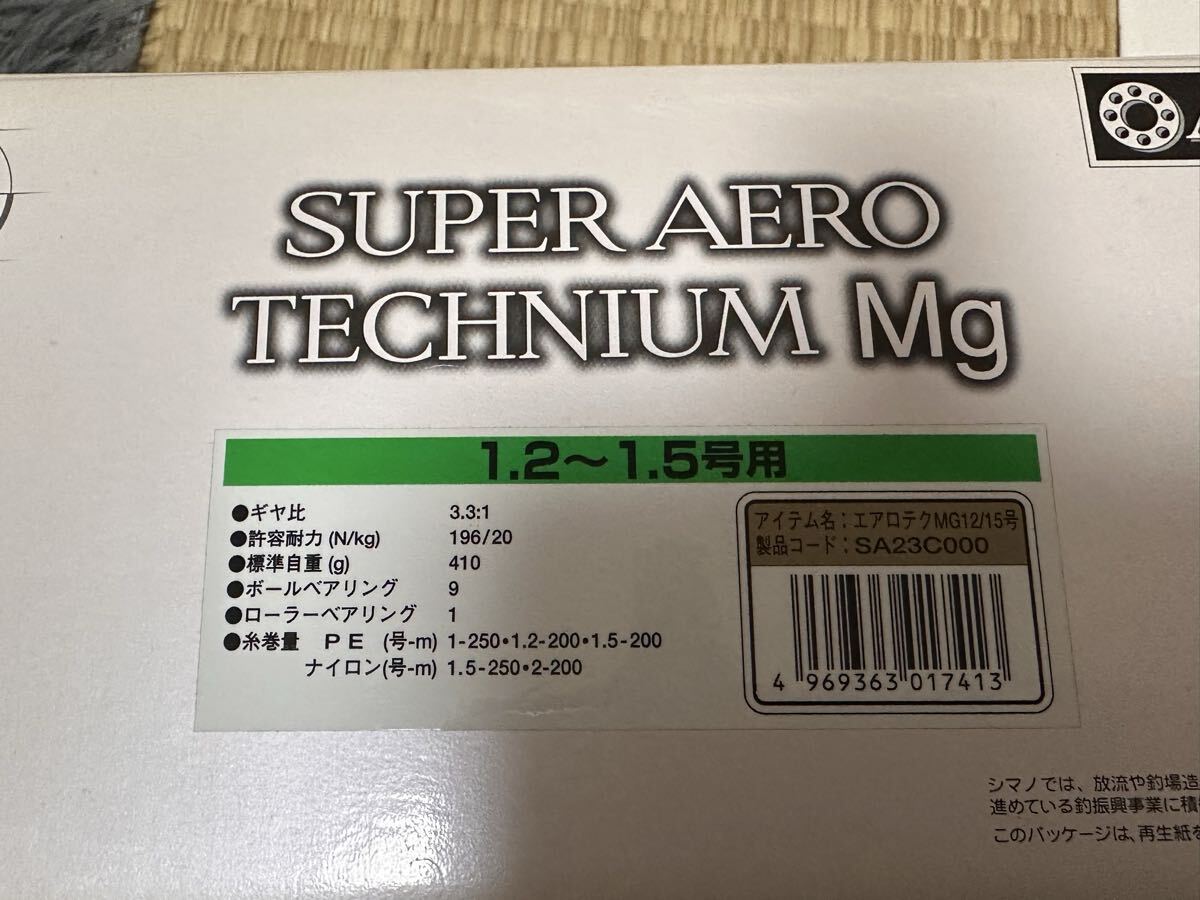 SUPER AERO
TECHNIUM Mg
1.2〜1.5号用
●ギヤ比 3.3:1
●許容耐力 (N/kg) 196/20
●標準自重 (g) 410
●ボールベアリング 9
●ローラーベアリング 1
●糸巻量 PE (号-m) 1-250・1.2-200・1.5-200
ナイロン(号-m) 1.5-250・2-200
アイテム名：エアロテクMG12/15号
製品コード：SA23C000
4 969363 017413
シマノでは、放流や釣場造
進めている釣振興事業に積
このパッケージは、再生紙を